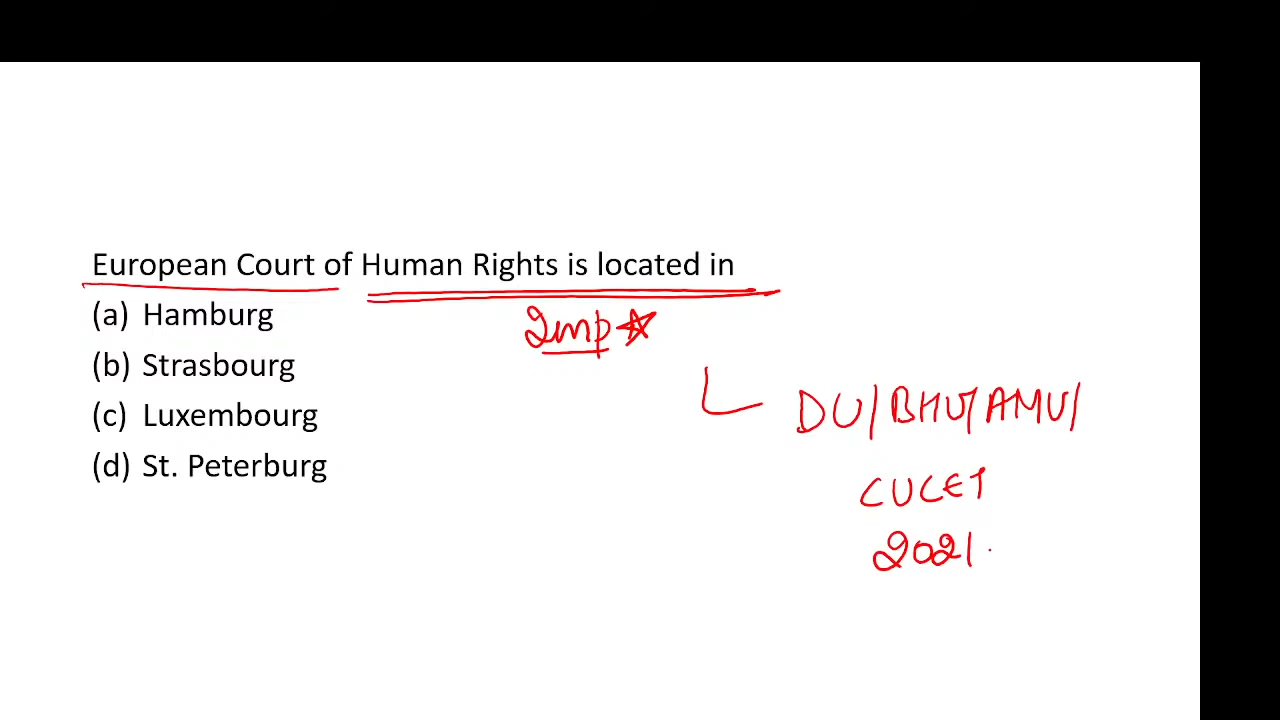 European Court of Human Rights is located in
(a) Hamburg
(b) Strasbourg
(c) Luxembourg
(d) St. Peterburg
Imp
DU/BHU/AMU/
CUCET
2021.